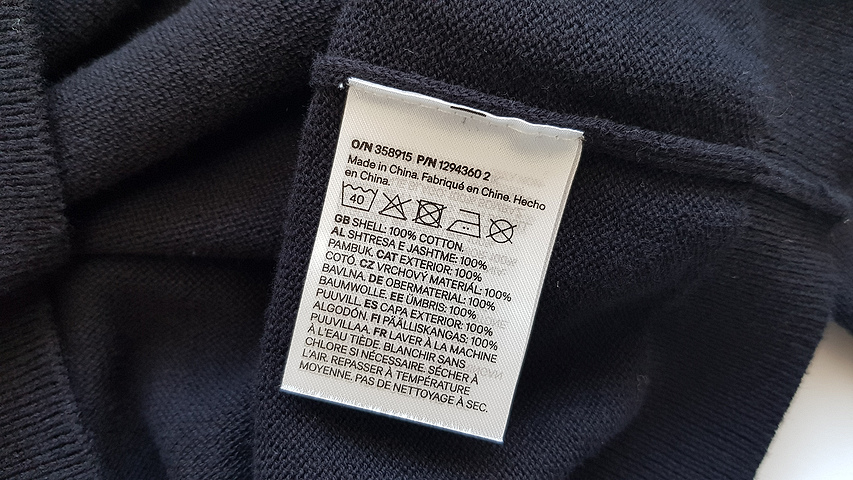 O/N 358915 P/N 1294360 2
Made in China. Fabriqué en Chine. Hecho
en China.
40
GB SHELL: 100% COTTON.
AL SHTRESA E JASHTME: 100%
PAMBUK. CAT EXTERIOR: 100%
COTÓ. CZ VRCHOVÝ MATERIÁL: 100%
BAVLNA. DE OBERMATERIAL: 100%
BAUMWOLLE. EE ÜMBRIS: 100%
PUUVILL. ES CAPA EXTERIOR: 100%
ALGODÓN. FI PÄÄLLISKANGAS: 100%
PUUVILLAA. FR LAVER À LA MACHINE
À L'EAU TIÈDE. BLANCHIR SANS
CHLORE SI NÉCESSAIRE. SÉCHER À
L'AIR. REPASSER À TEMPÉRATURE
MOYENNE. PAS DE NETTOYAGE À SEC.